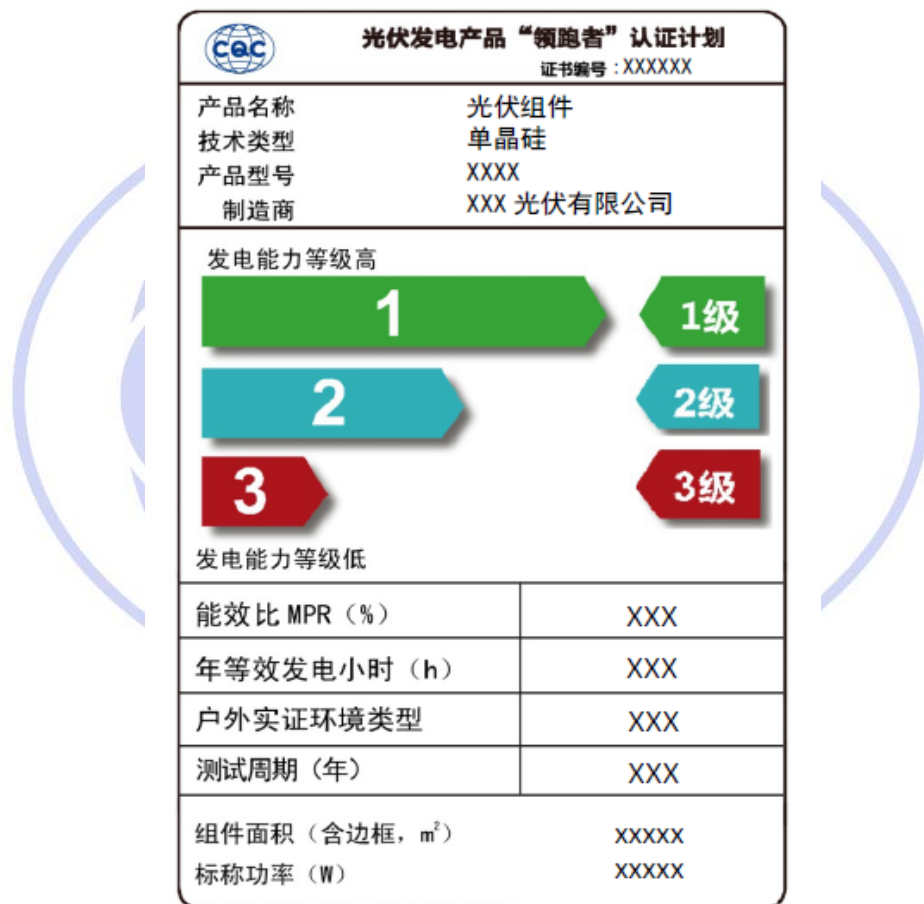 CQC
光伏发电产品“领跑者”认证计划
证书编号：XXXXXX
产品名称 光伏组件
技术类型 单晶硅
产品型号 XXXX
制造商 XXX 光伏有限公司
发电能力等级高
1 1级
2 2级
3 3级
发电能力等级低
能效比 MPR（%） XXX
年等效发电小时（h） XXX
户外实证环境类型 XXX
测试周期（年） XXX
组件面积（含边框，m²） XXXXX
标称功率（W） XXXXX